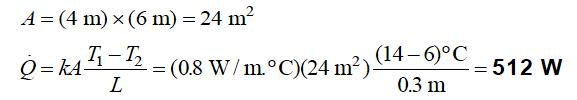 A = (4 m) × (6 m) = 24 m²
Q̇ = kA (T₁ − T₂)/L = (0.8 W / m.°C)(24 m²) (14 − 6)°C/0.3 m = 512 W